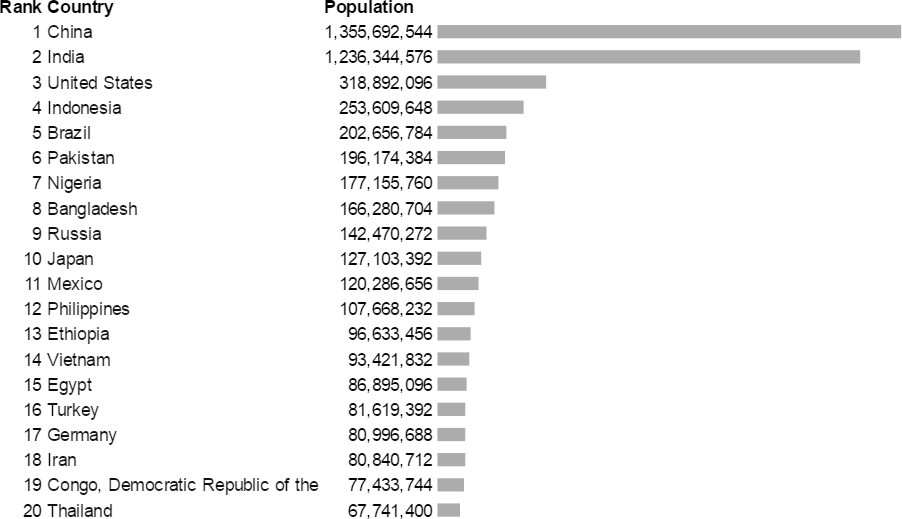 Rank Country Population
1 China 1,355,692,544
2 India 1,236,344,576
3 United States 318,892,096
4 Indonesia 253,609,648
5 Brazil 202,656,784
6 Pakistan 196,174,384
7 Nigeria 177,155,760
8 Bangladesh 166,280,704
9 Russia 142,470,272
10 Japan 127,103,392
11 Mexico 120,286,656
12 Philippines 107,668,232
13 Ethiopia 96,633,456
14 Vietnam 93,421,832
15 Egypt 86,895,096
16 Turkey 81,619,392
17 Germany 80,996,688
18 Iran 80,840,712
19 Congo, Democratic Republic of the 77,433,744
20 Thailand 67,741,400